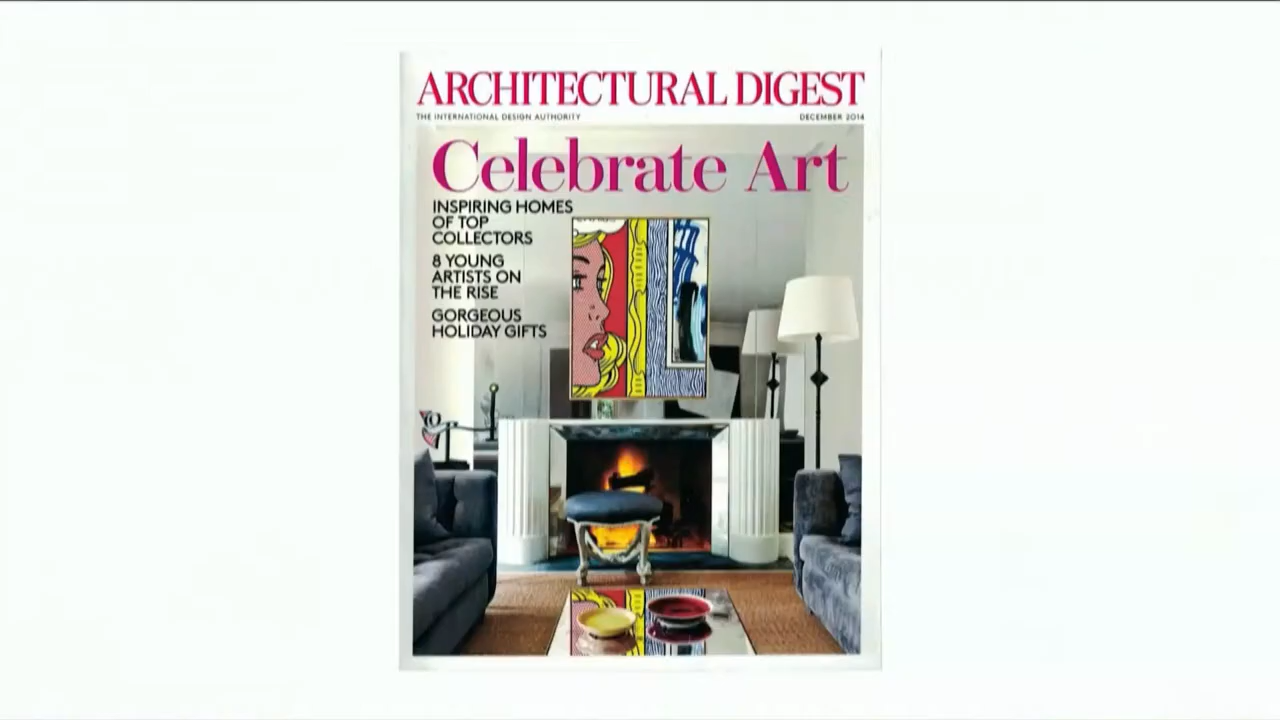 ARCHITECTURAL DIGEST
THE INTERNATIONAL DESIGN AUTHORITY
DECEMBER 2014
Celebrate Art
INSPIRING HOMES
OF TOP
COLLECTORS
8 YOUNG
ARTISTS ON
THE RISE
GORGEOUS
HOLIDAY GIFTS